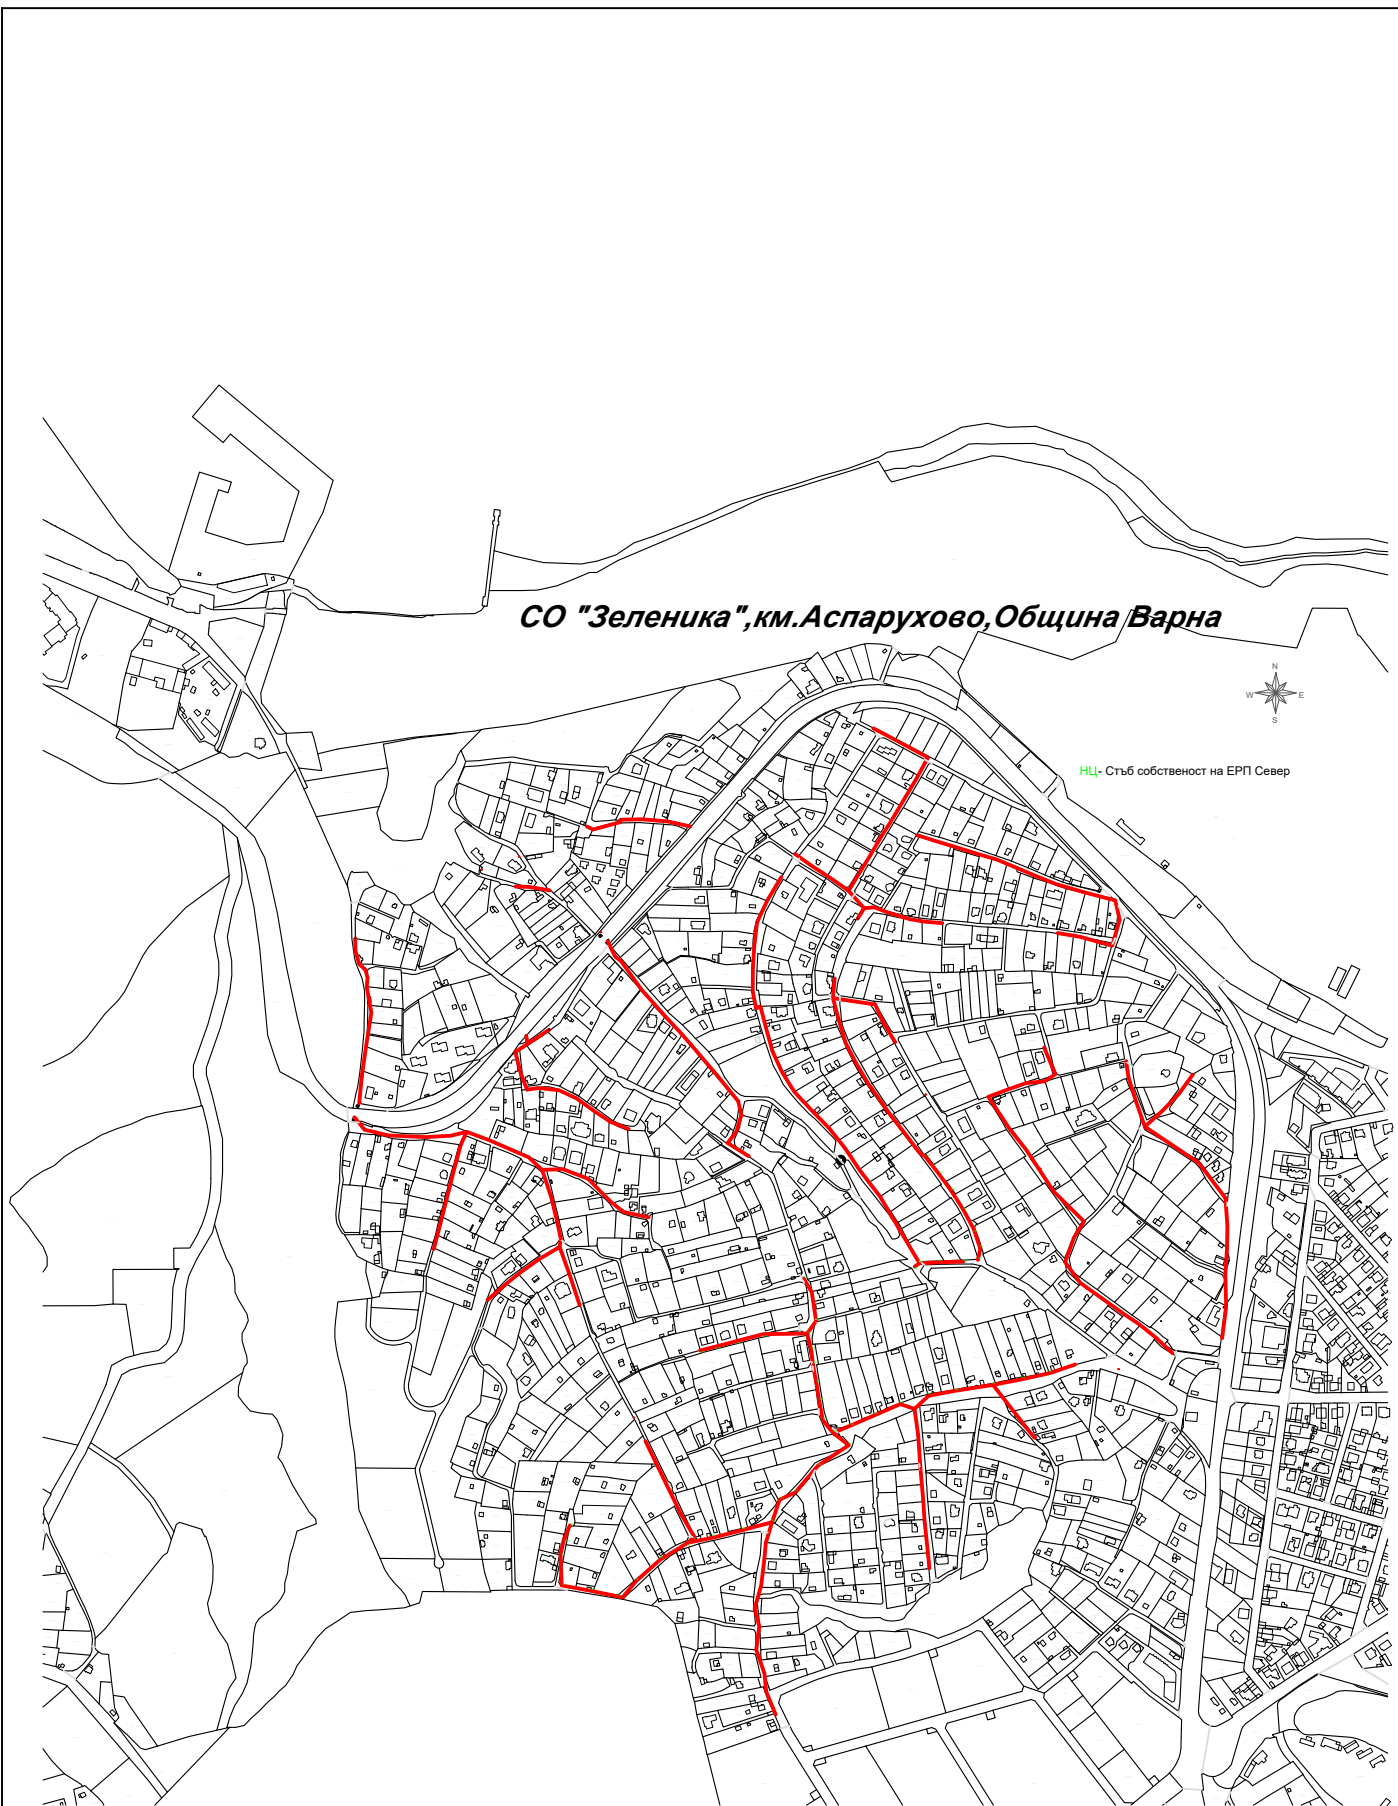 СО "Зеленика",км.Аспарухово,Община Варна
N
W E
S
НЦ- Стъб собственост на ЕРП Север